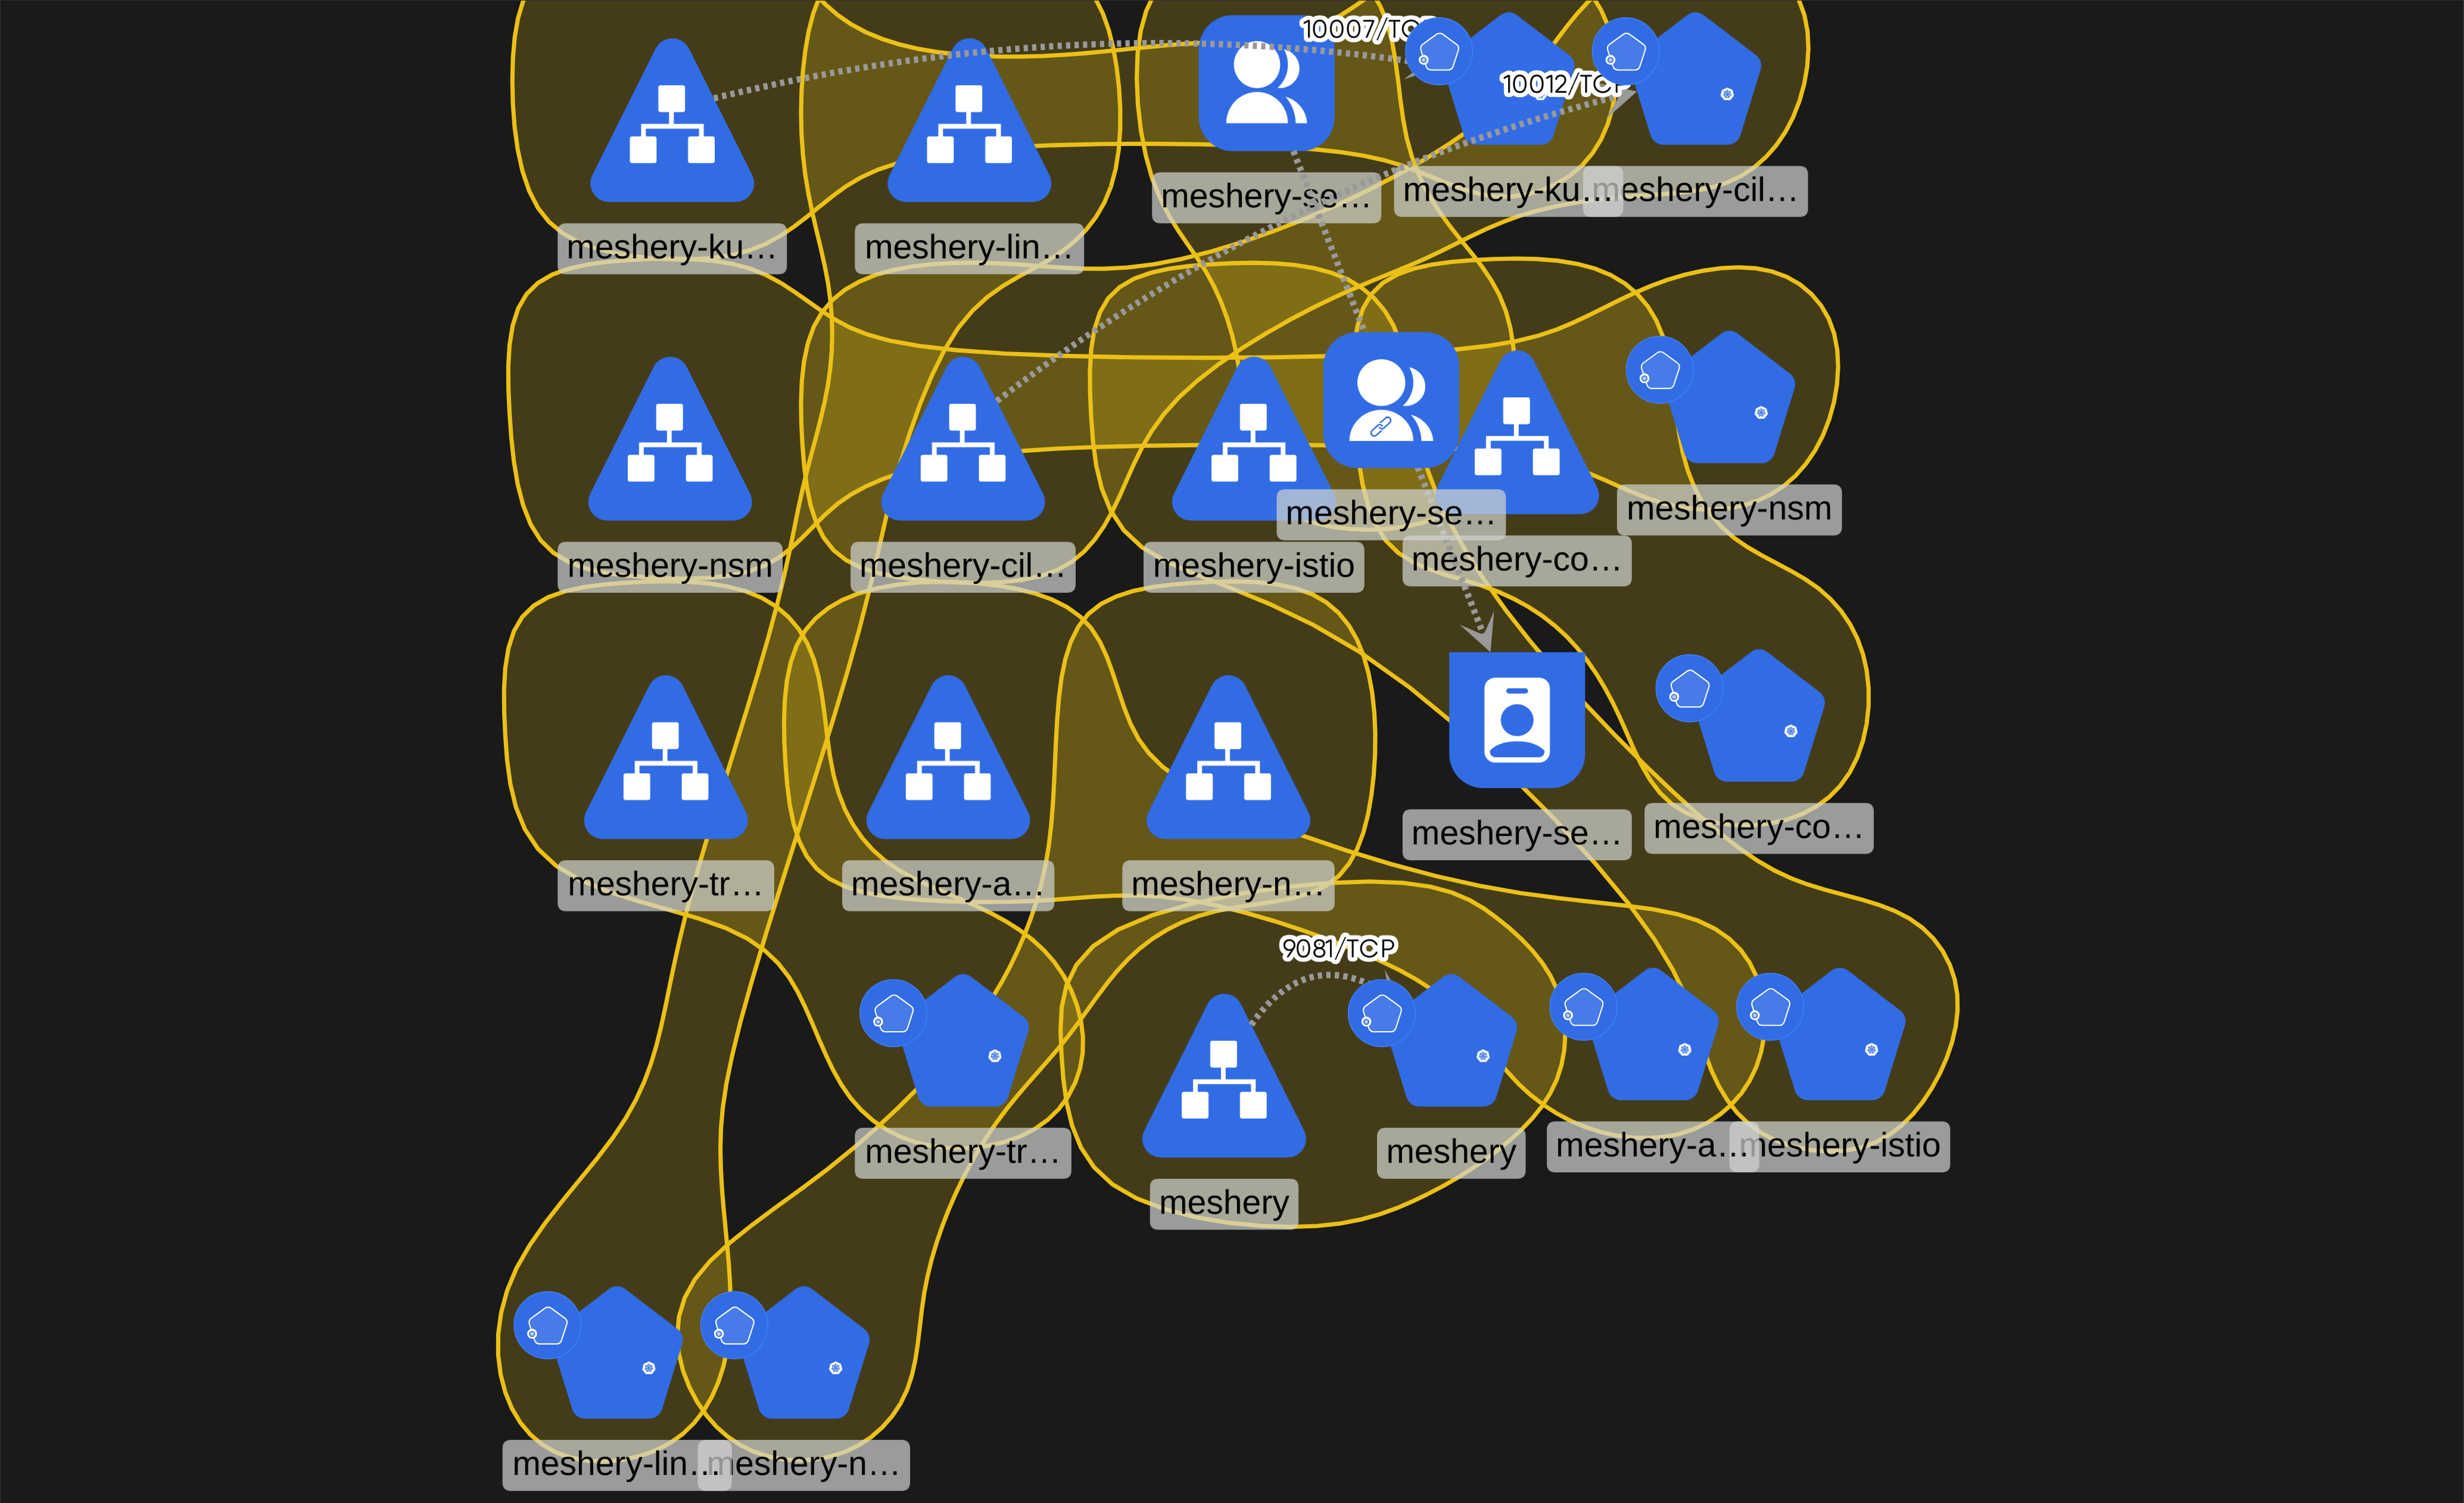 10007/TC
10012/TCP
meshery-se…
meshery-ku…
meshery-cil…
meshery-ku…
meshery-lin…
meshery-nsm
meshery-se…
meshery-nsm
meshery-cil…
meshery-istio
meshery-co…
meshery-se…
meshery-co…
meshery-tr…
meshery-a…
meshery-n…
9081/TCP
meshery-tr…
meshery
meshery-a…
meshery-istio
meshery
meshery-lin…
meshery-n…